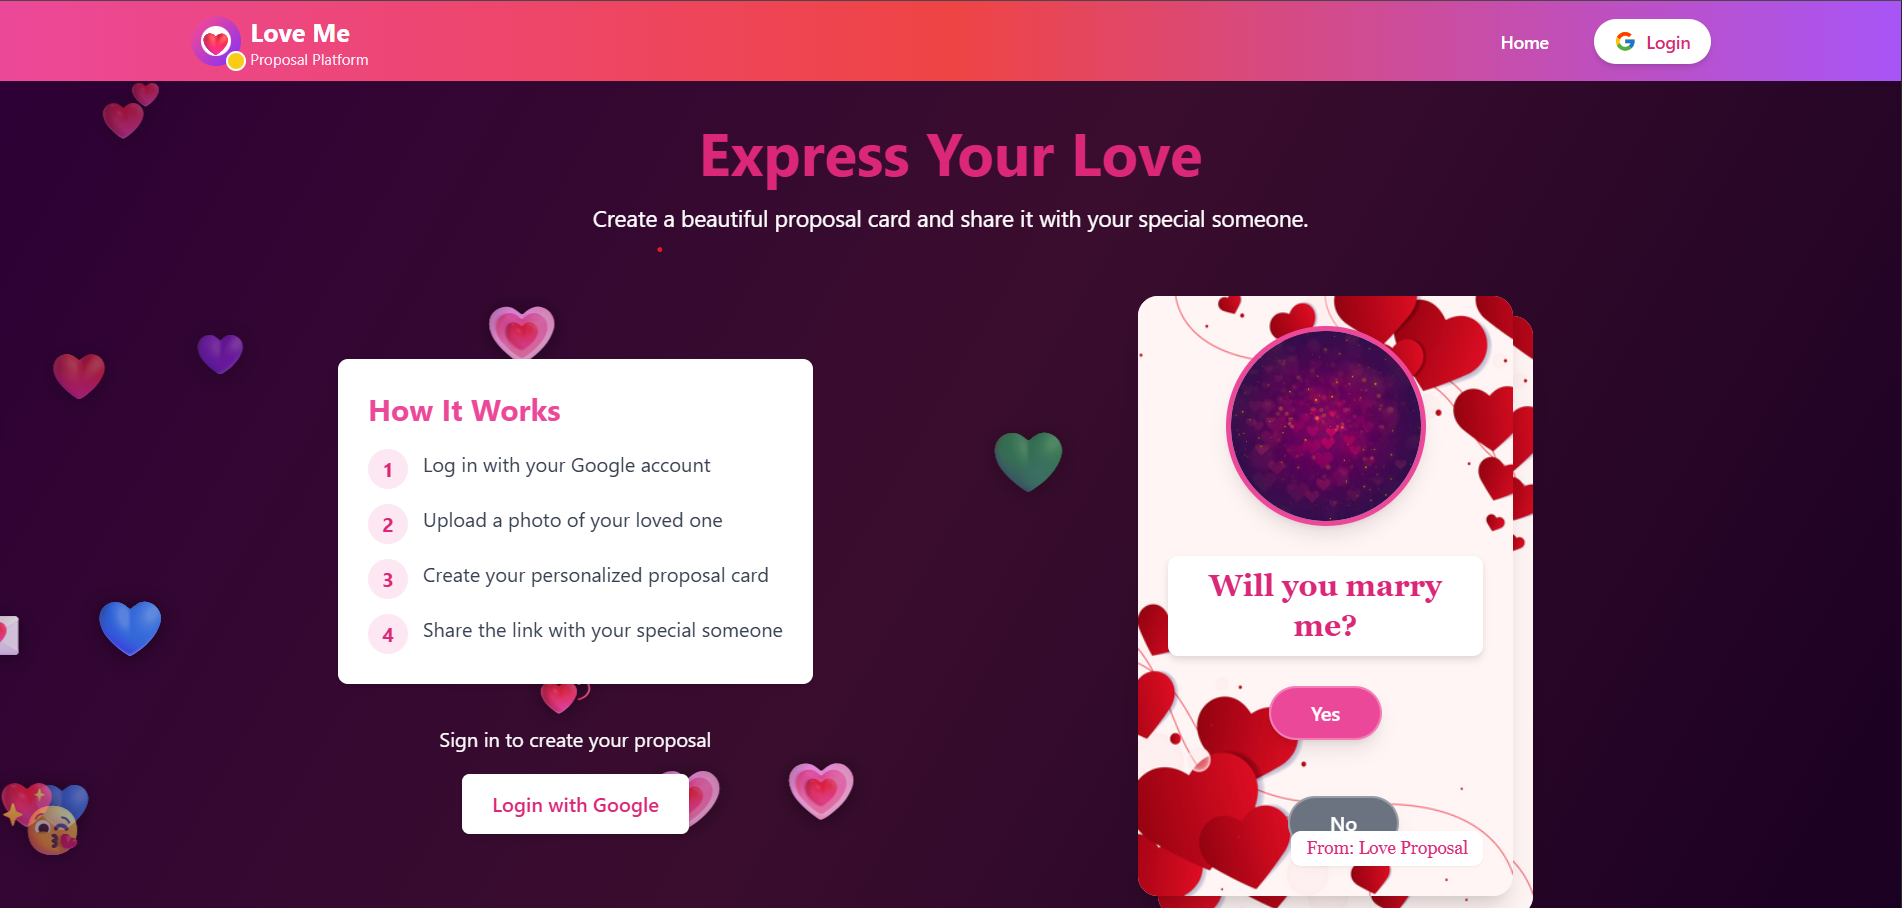 Love Me
Proposal Platform
Home
Login
Express Your Love
Create a beautiful proposal card and share it with your special someone.
How It Works
1 Log in with your Google account
2 Upload a photo of your loved one
3 Create your personalized proposal card
4 Share the link with your special someone
Sign in to create your proposal
Login with Google
Will you marry
me?
Yes
No
From: Love Proposal